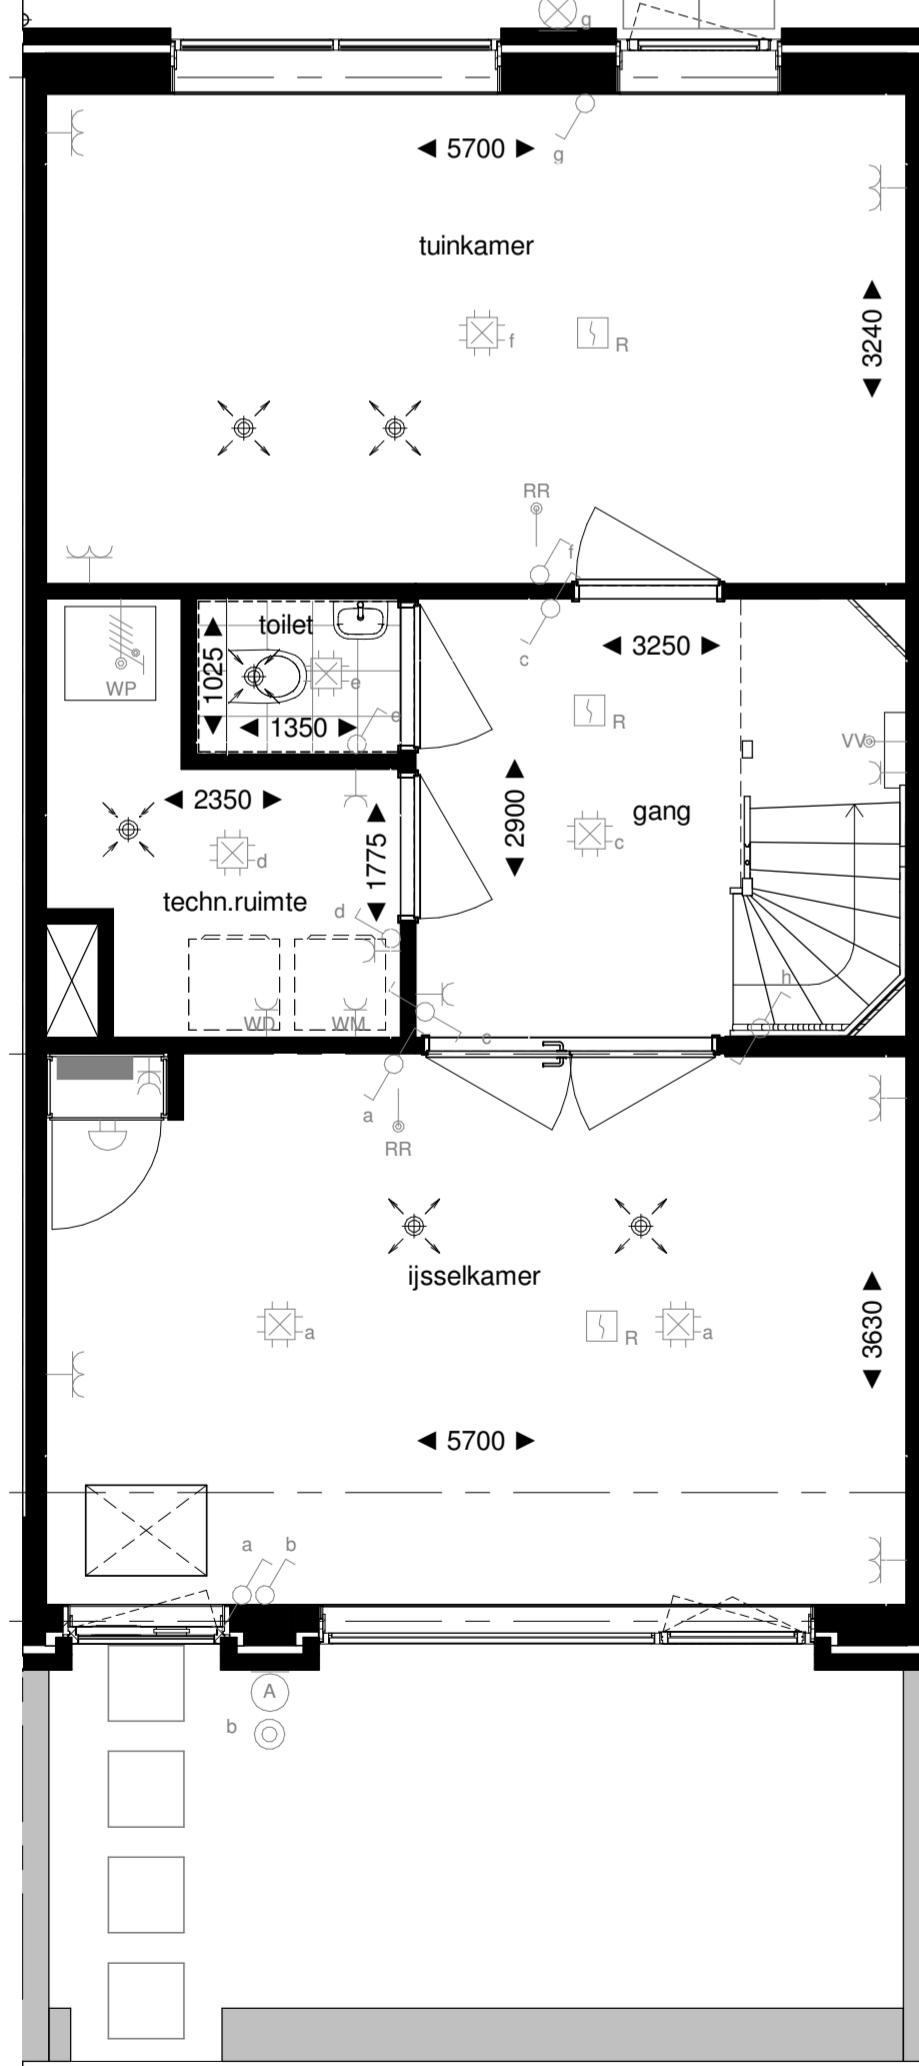 g
5700
g
tuinkamer
3240
f
R
RR
f
c
toilet
1025
e
1350
e
3250
WP
R
VV
2350
2900
gang
c
1775
d
techn.ruimte
d
h
WD
WM
c
a
RR
ijsselkamer
a
R
a
3630
5700
a
b
A
b